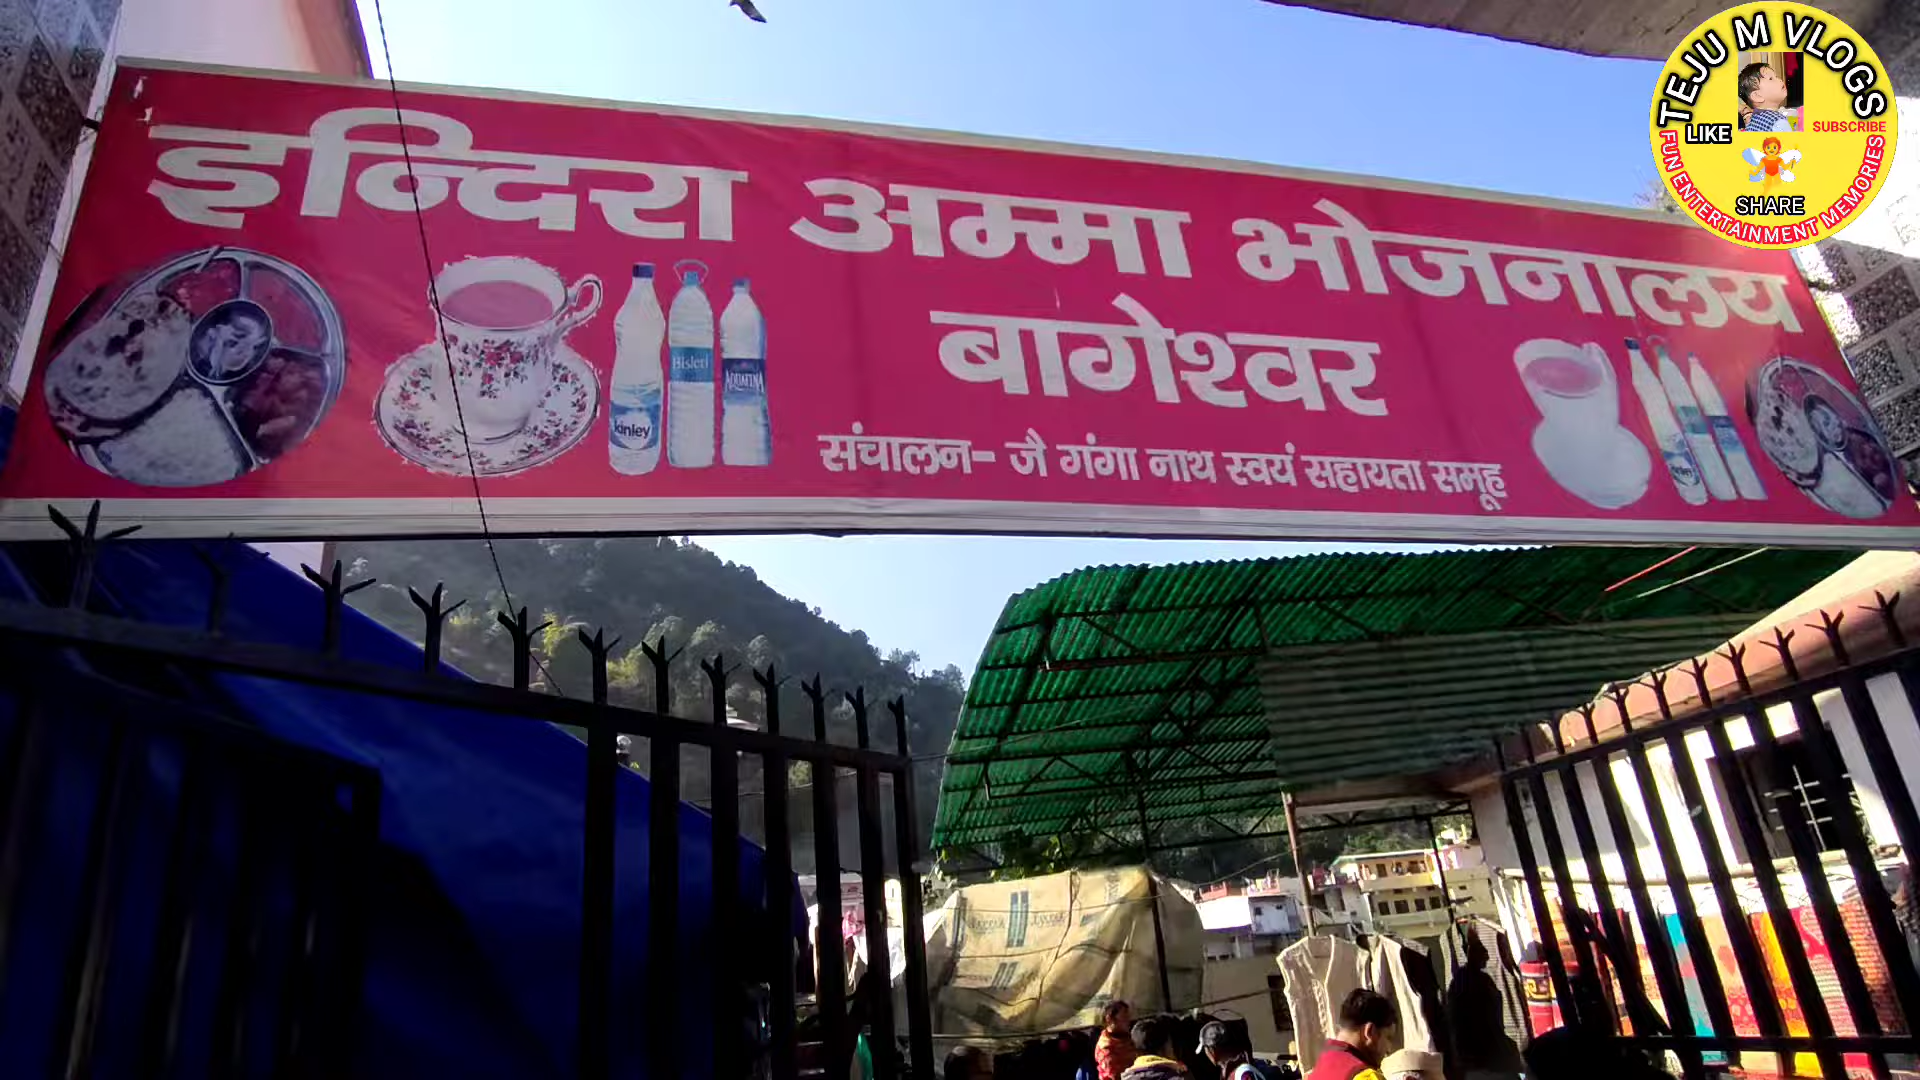 इन्दिरा अम्मा भोजनालय
बागेश्वर
संचालन- जै गंगा नाथ स्वयं सहायता समूह
kinley
Bisleri
AQUAFINA
TEJU M VLOGS
LIKE
SUBSCRIBE
SHARE
FUN ENTERTAINMENT MEMORIES